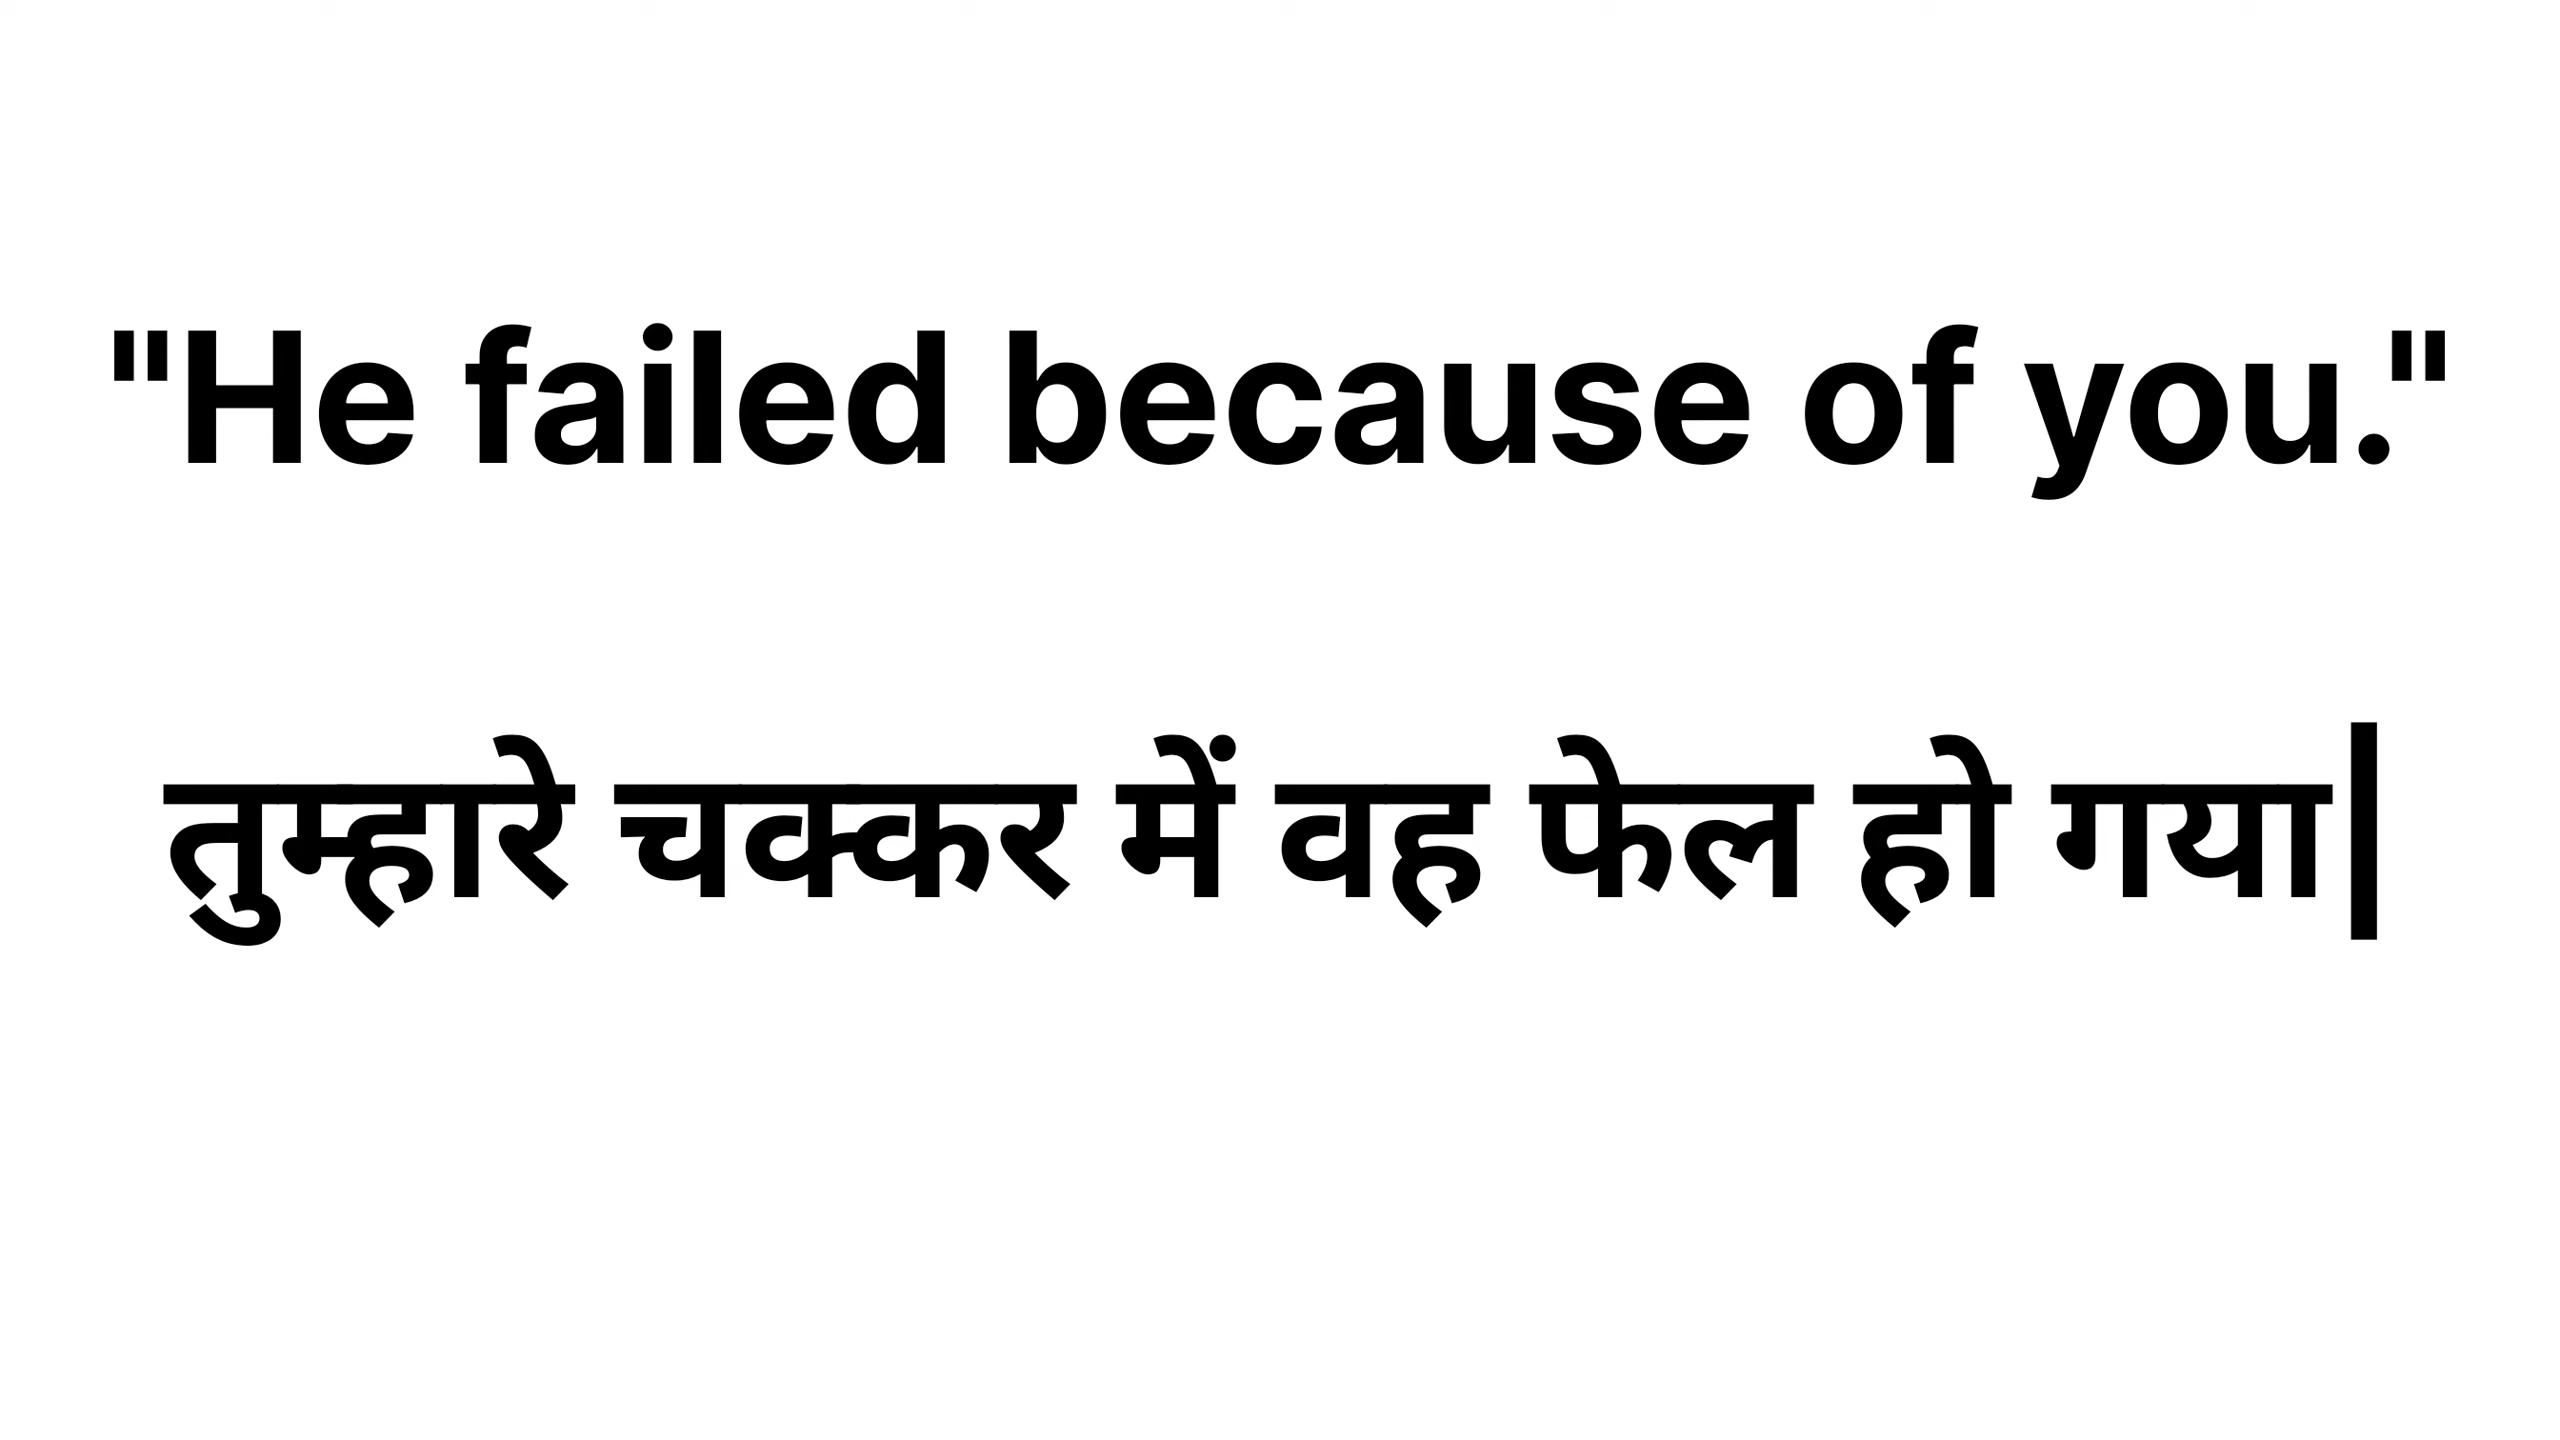 "He failed because of you."
तुम्हारे चक्कर में वह फेल हो गया|